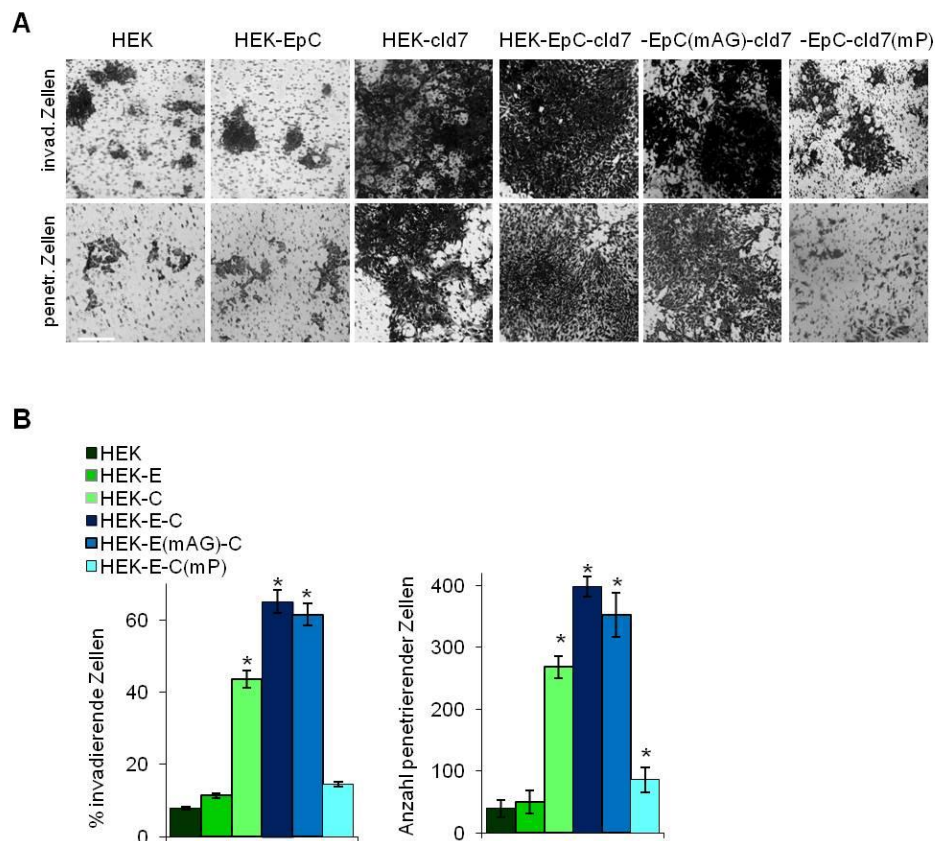 A
HEK HEK-EpC HEK-cld7 HEK-EpC-cld7 -EpC(mAG)-cld7 -EpC-cld7(mP)
invad. Zellen
penetr. Zellen
B
HEK
HEK-E
HEK-C
HEK-E-C
HEK-E(mAG)-C
HEK-E-C(mP)
% invadierende Zellen
60
40
20
0
* * *
Anzahl penetrierender Zellen
400
300
200
100
0
* * * *